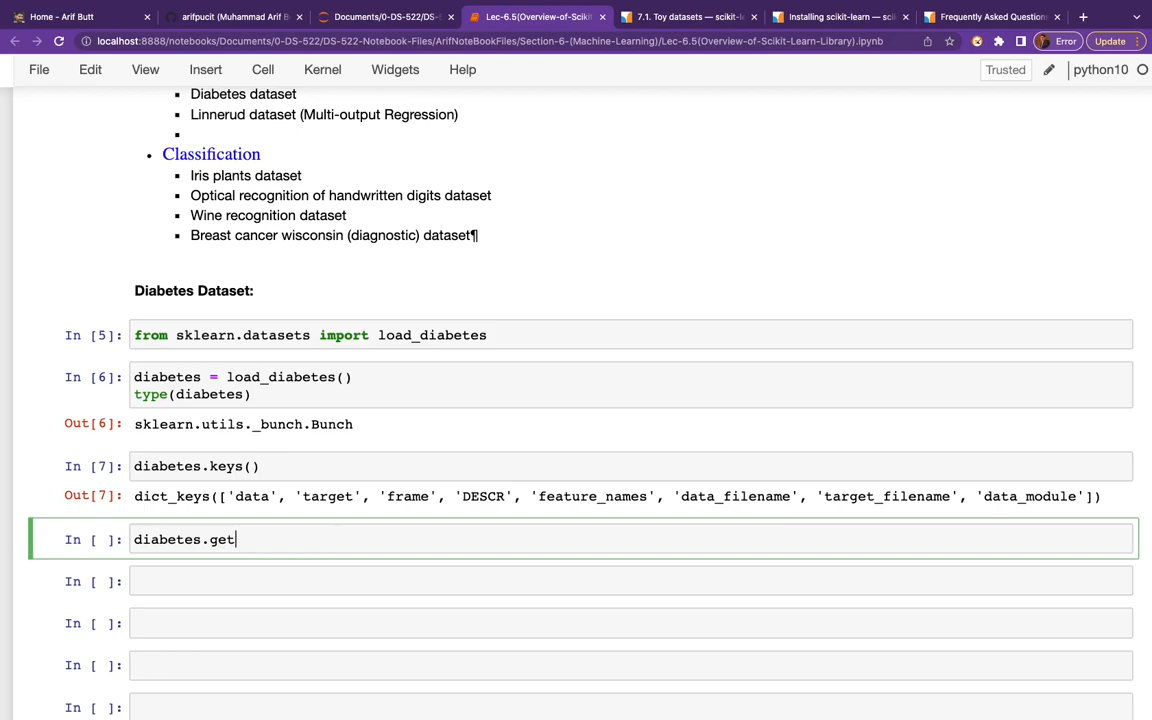 Home - Arif Butt
arifpucit (Muhammad Arif B
Documents/0-DS-522/DS-
Lec-6.5(Overview-of-Sciki
7.1. Toy datasets — scikit-l
Installing scikit-learn — scik
Frequently Asked Question
localhost:8888/notebooks/Documents/0-DS-522/DS-522-Notebook-Files/ArifNoteBookFiles/Section-6-(Machine-Learning)/Lec-6.5(Overview-of-Scikit-Learn-Library).ipynb
Error
Update
File Edit View Insert Cell Kernel Widgets Help
Trusted
python10
Diabetes dataset
Linnerud dataset (Multi-output Regression)
Classification
Iris plants dataset
Optical recognition of handwritten digits dataset
Wine recognition dataset
Breast cancer wisconsin (diagnostic) dataset¶
Diabetes Dataset:
In [5]: from sklearn.datasets import load_diabetes
In [6]: diabetes = load_diabetes()
type(diabetes)
Out[6]: sklearn.utils._bunch.Bunch
In [7]: diabetes.keys()
Out[7]: dict_keys(['data', 'target', 'frame', 'DESCR', 'feature_names', 'data_filename', 'target_filename', 'data_module'])
In [ ]: diabetes.get
In [ ]:
In [ ]:
In [ ]:
In [ ]: